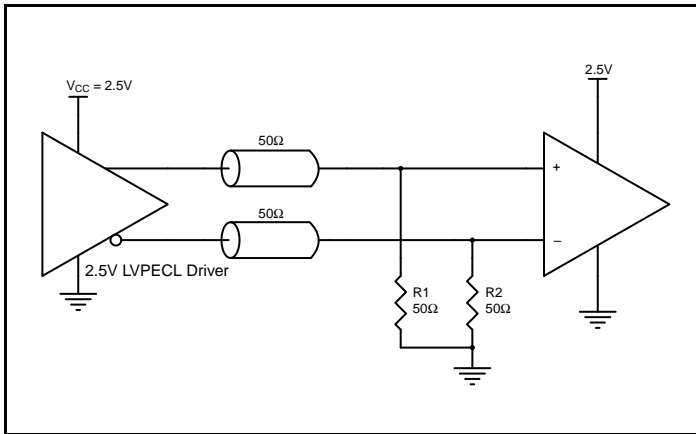 V_CC = 2.5V
2.5V
50Ω
+
50Ω
–
2.5V LVPECL Driver
R1
50Ω
R2
50Ω